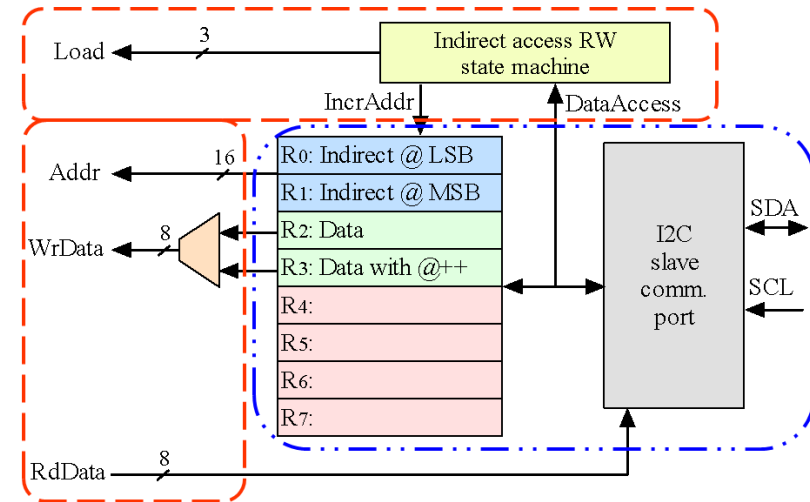 Load
3
Indirect access RW
state machine
IncrAddr
DataAccess
Addr
16
R0: Indirect @ LSB
R1: Indirect @ MSB
WrData
8
R2: Data
R3: Data with @++
R4:
R5:
R6:
R7:
I2C
slave
comm.
port
SDA
SCL
RdData
8